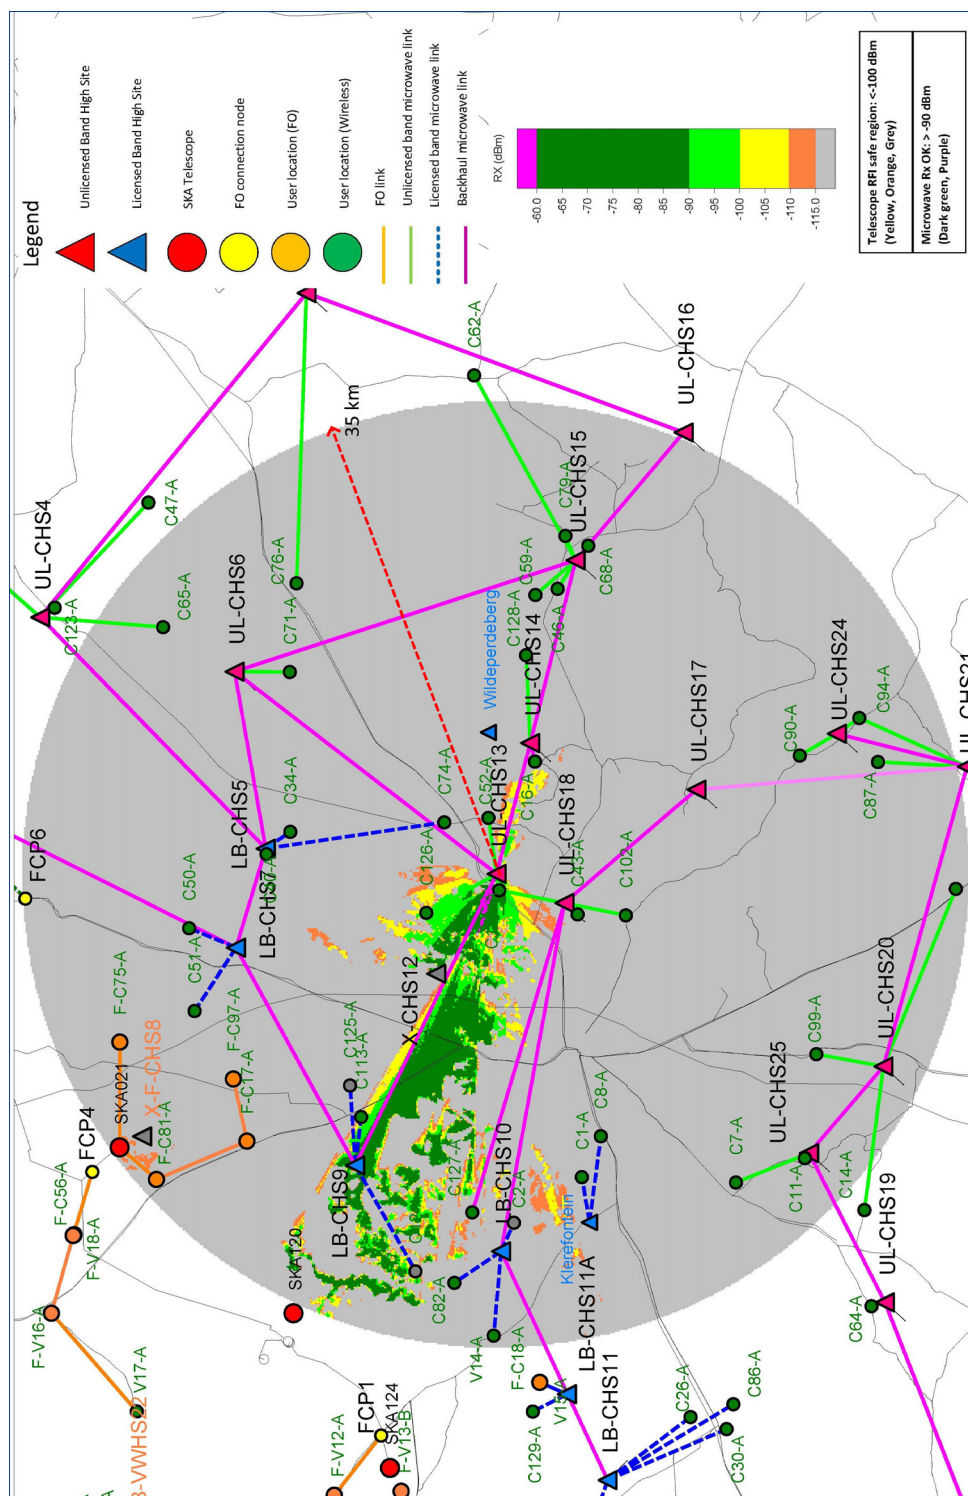 Legend
Unlicensed Band High Site
Licensed Band High Site
SKA Telescope
FO connection node
User location (FO)
User location (Wireless)
FO link
Unlicensed band microwave link
Licensed band microwave link
Backhaul microwave link
RX (dBm)
-60.0
-65
-70
-75
-80
-85
-90
-95
-100
-105
-110
-115.0
Telescope RFI safe region: <-100 dBm
(Yellow, Orange, Grey)
Microwave Rx OK: > -90 dBm
(Dark green, Purple)
UL-CHS4
C123-A
C47-A
C65-A
UL-CHS6
C76-A
C71-A
35 km
C62-A
UL-CHS16
UL-CHS15
C79-A
C59-A
C68-A
C128-A
C46-A
Wildeperdeberg
UL-CHS14
UL-CHS17
UL-CHS24
C90-A
C94-A
C87-A
UL-CHS21
FCP6
LB-CHS5
C34-A
C74-A
C52-A
UL-CHS13
C16-A
UL-CHS18
C43-A
C102-A
C126-A
C50-A
LB-CHS7
C51-A
X-CHS12
F-C75-A
F-C97-A
F-C17-A
C125-A
C113-A
SKA021
X-F-CHS8
F-C81-A
FCP4
F-C56-A
F-V18-A
F-V16-A
V17-A
LB-CHS9
SKA120
C127-A
LB-CHS10
C2-A
C82-A
V14-A
C1-A
C8-A
Klerefontein
LB-CHS11A
F-C18-A
C129-A
LB-CHS11
C26-A
C86-A
C30-A
FCP1
F-V12-A
SKA124
F-V13-B
C99-A
UL-CHS20
UL-CHS25
C7-A
C11-A
C14-A
UL-CHS19
C64-A